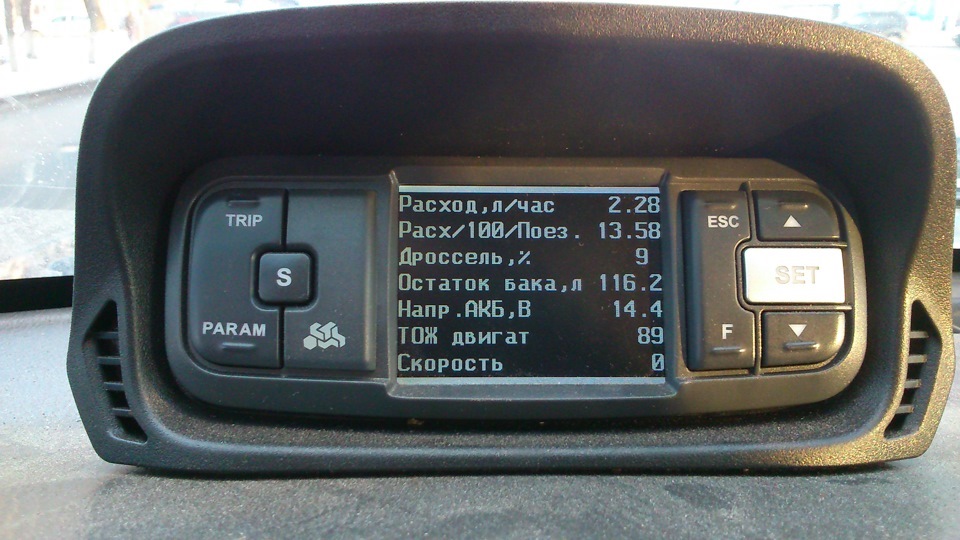 TRIP
S
PARAM
Расход,л/час 2.28
Расх/100/Поез. 13.58
Дроссель,% 9
Остаток бака,л 116.2
Напр.АКБ,В 14.4
ТОЖ двигат 89
Скорость 0
ESC
SET
F